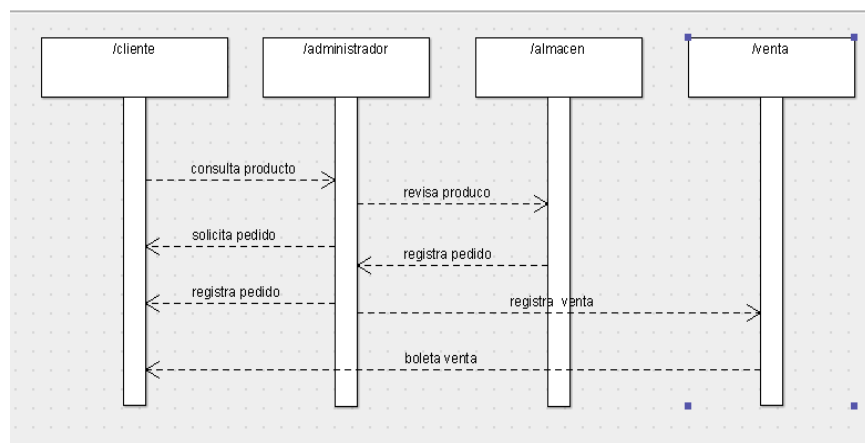 /cliente
/administrador
/almacen
/venta
consulta producto
revisa produco
solicita pedido
registra pedido
registra pedido
registra venta
boleta venta